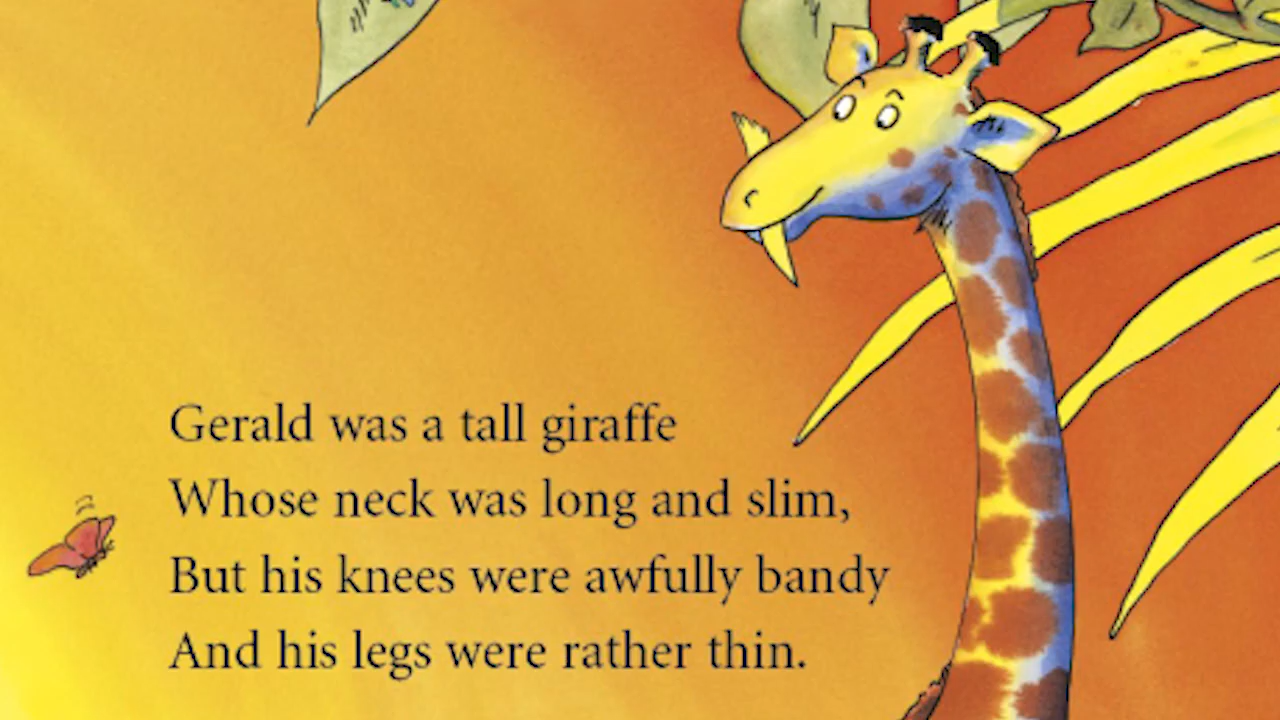 Gerald was a tall giraffe
Whose neck was long and slim,
But his knees were awfully bandy
And his legs were rather thin.